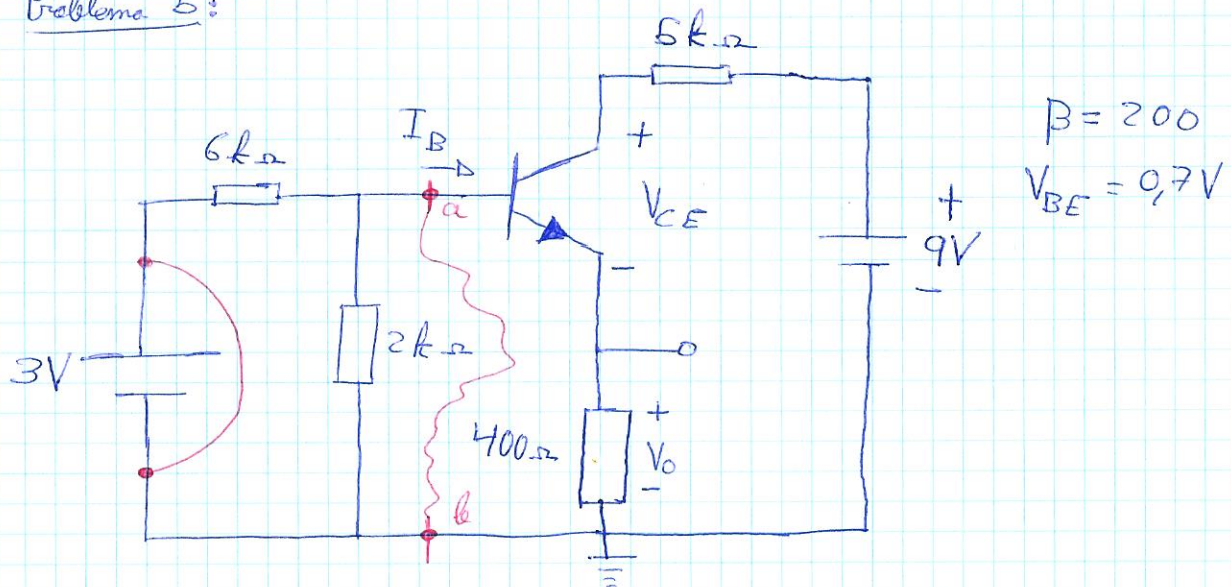 Problema 5:
5kΩ
β = 200
I_B
6kΩ
+
V_BE = 0,7V
a
V_CE
+
9V
−
−
3V
2kΩ
+
400Ω
V_0
−
b